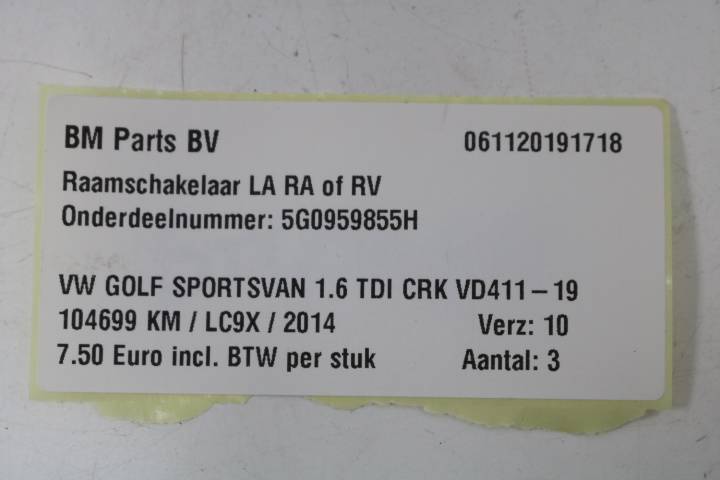 BM Parts BV 061120191718
Raamschakelaar LA RA of RV
Onderdeelnummer: 5G0959855H
VW GOLF SPORTSVAN 1.6 TDI CRK VD411-19
104699 KM / LC9X / 2014 Verz: 10
7.50 Euro incl. BTW per stuk Aantal: 3